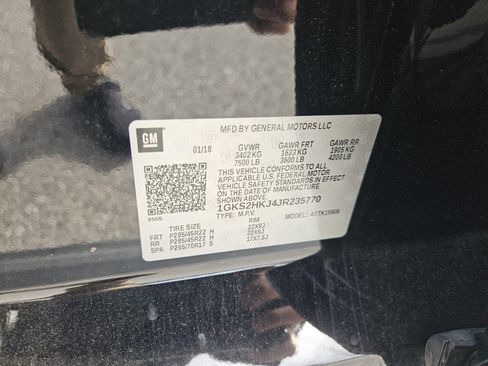 GM
MFD BY GENERAL MOTORS LLC
01/18 GVWR GAWR FRT GAWR RR
3402 KG 1633 KG 1905 KG
7500 LB 3600 LB 4200 LB
THIS VEHICLE CONFORMS TO ALL
APPLICABLE U.S. FEDERAL MOTOR
VEHICLE SAFETY STANDARDS IN EFFECT
ON THE DATE OF MANUFACTURE
SHOWN ABOVE.
1GKS2HKJ4JR235770
TYPE: M.P.V. MODEL:
TIRE SIZE RIM
FRT P285/45R22 H 22X9J
RR P285/45R22 H 22X9J
SPA P265/70R17 S 17X7.5J